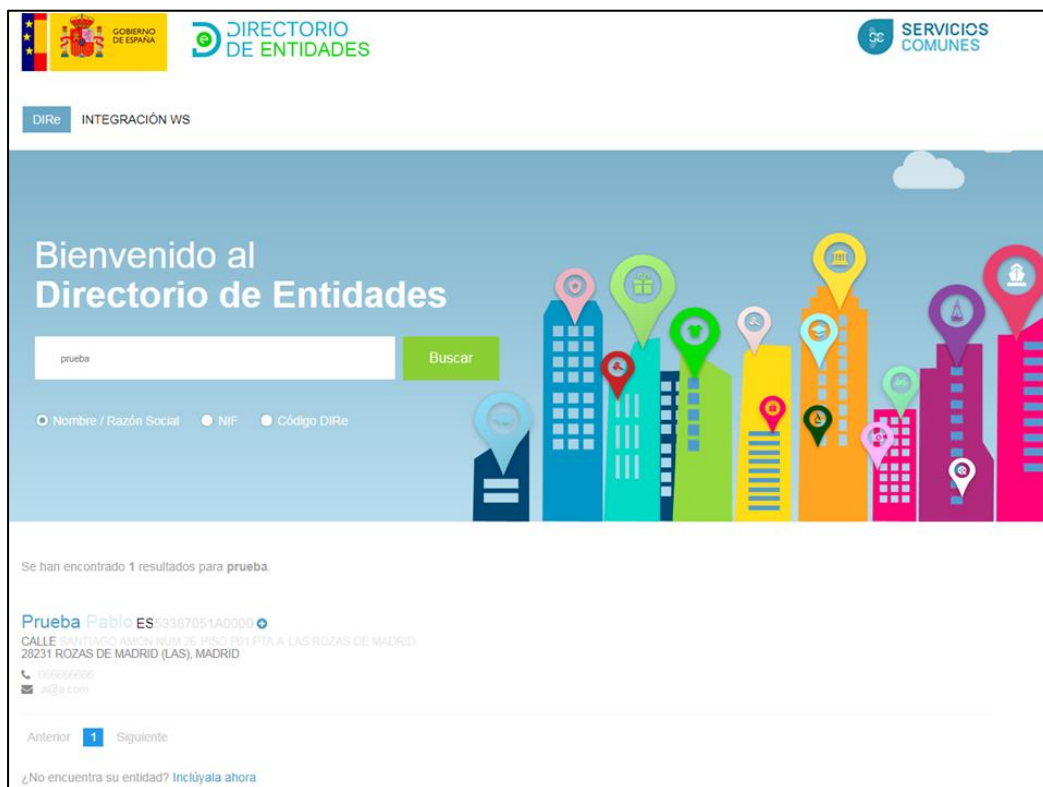 GOBIERNO
DE ESPAÑA
DIRECTORIO
DE ENTIDADES
SERVICIOS
COMUNES
DIRe INTEGRACIÓN WS
Bienvenido al
Directorio de Entidades
prueba Buscar
Nombre / Razón Social NIF Código DIRe
Se han encontrado 1 resultados para prueba.
Prueba Pablo ES53387051A0000
CALLE SANTIAGO AMON NUM 26 PISO P01 PTA A LAS ROZAS DE MADRID
28231 ROZAS DE MADRID (LAS), MADRID
666666666
a@a.com
Anterior 1 Siguiente
¿No encuentra su entidad? Inclúyala ahora